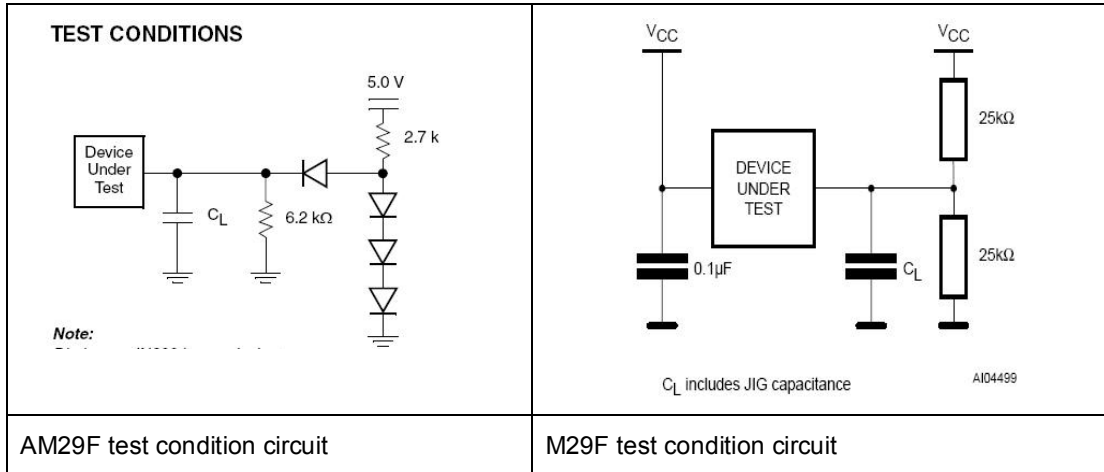 TEST CONDITIONS
5.0 V
2.7 k
Device
Under
Test
CL
6.2 kΩ
Note:
VCC
VCC
25kΩ
DEVICE
UNDER
TEST
25kΩ
0.1µF
CL
CL includes JIG capacitance
AI04499
AM29F test condition circuit
M29F test condition circuit